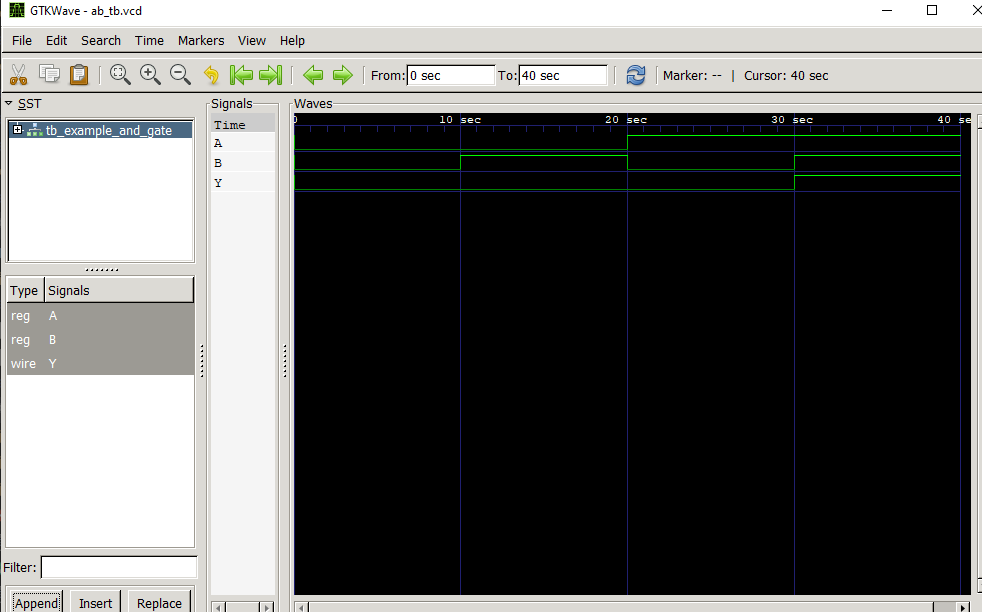 GTKWave - ab_tb.vcd
File Edit Search Time Markers View Help
From: 0 sec To: 40 sec Marker: -- | Cursor: 40 sec
SST
tb_example_and_gate
Type Signals
reg A
reg B
wire Y
Filter:
Append Insert Replace
Signals
Time
A
B
Y
Waves
0 10 sec 20 sec 30 sec 40 se